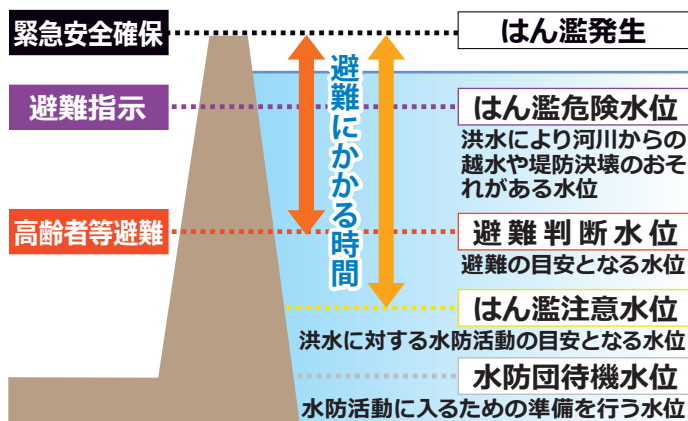 緊急安全確保
はん濫発生
避難指示
はん濫危険水位
洪水により河川からの
越水や堤防決壊のおそ
れがある水位
避難にかかる時間
高齢者等避難
避難判断水位
避難の目安となる水位
はん濫注意水位
洪水に対する水防活動の目安となる水位
水防団待機水位
水防活動に入るための準備を行う水位